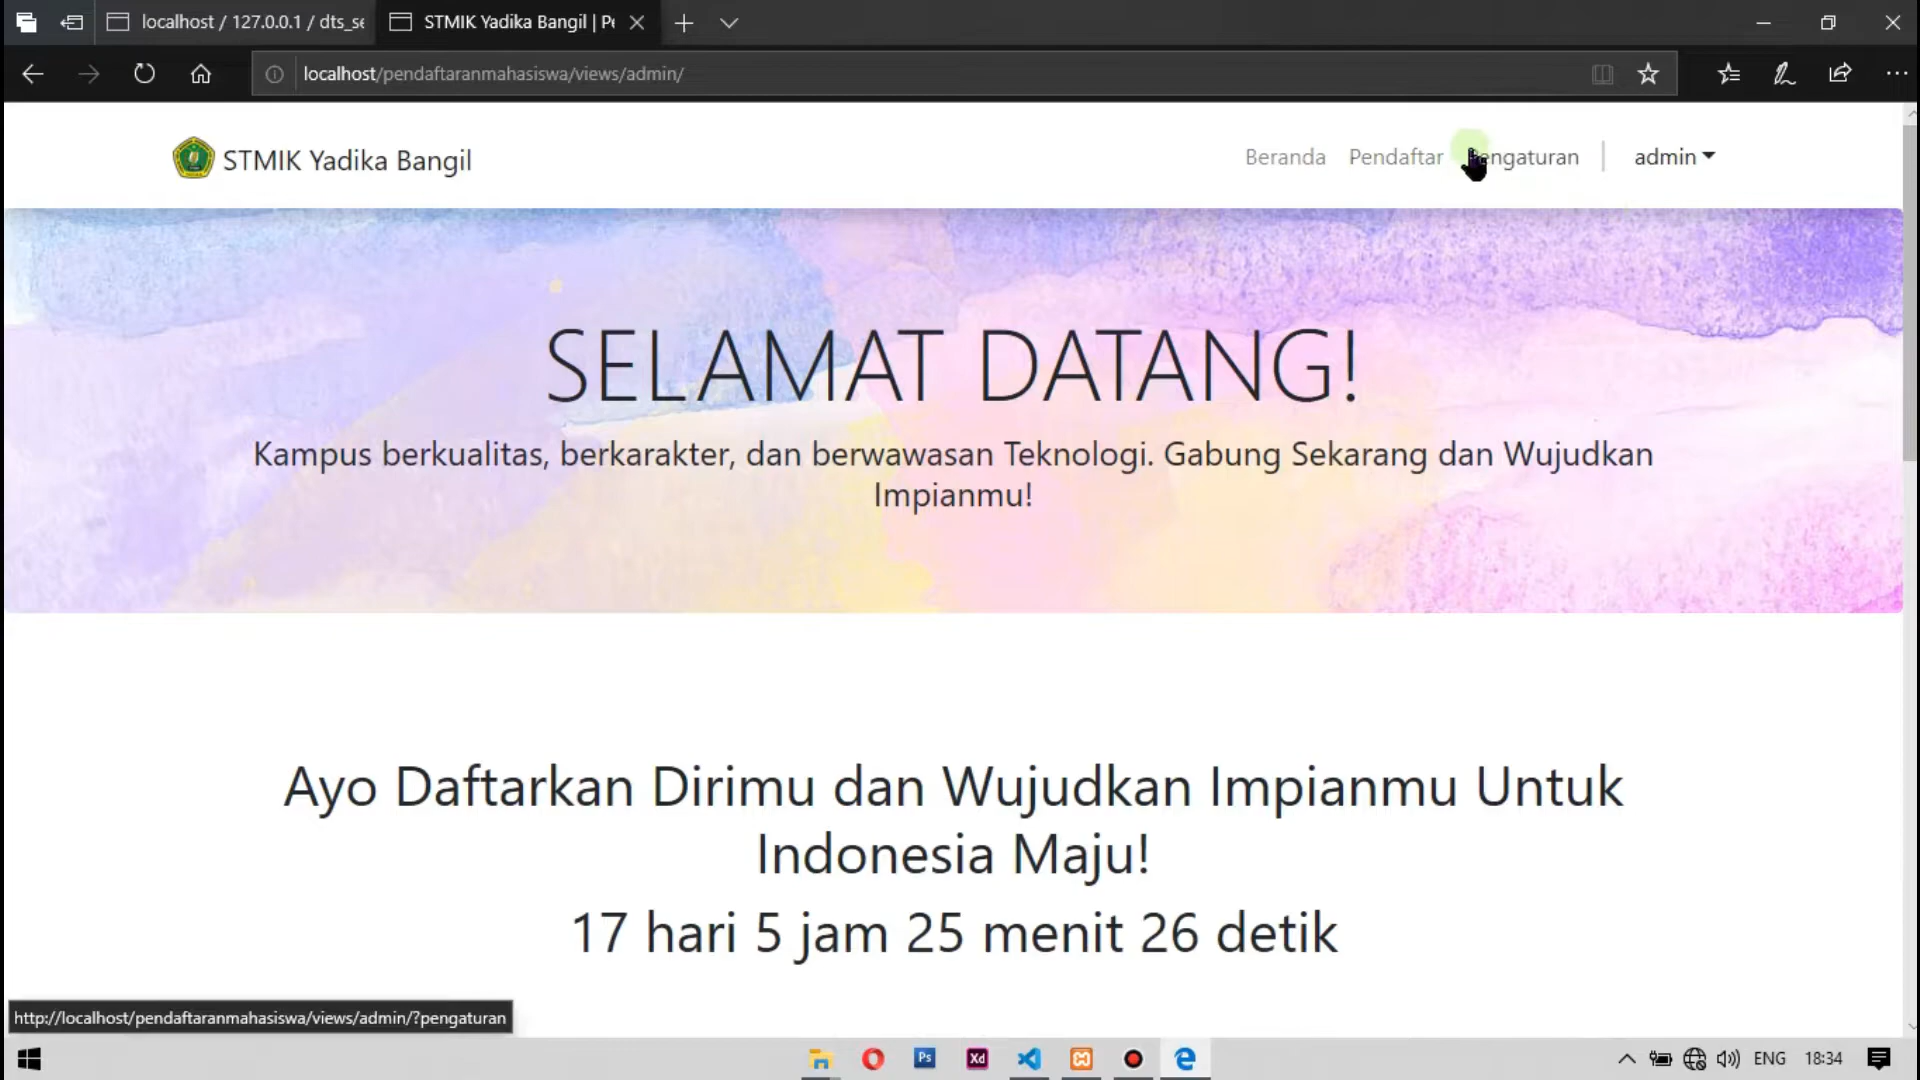 localhost / 127.0.0.1 / dts_se
STMIK Yadika Bangil | Pe
localhost/pendaftaranmahasiswa/views/admin/
STMIK Yadika Bangil
Beranda
Pendaftar
Pengaturan
admin
SELAMAT DATANG!
Kampus berkualitas, berkarakter, dan berwawasan Teknologi. Gabung Sekarang dan Wujudkan
Impianmu!
Ayo Daftarkan Dirimu dan Wujudkan Impianmu Untuk
Indonesia Maju!
17 hari 5 jam 25 menit 26 detik
http://localhost/pendaftaranmahasiswa/views/admin/?pengaturan
Ps
Xd
ENG
18:34